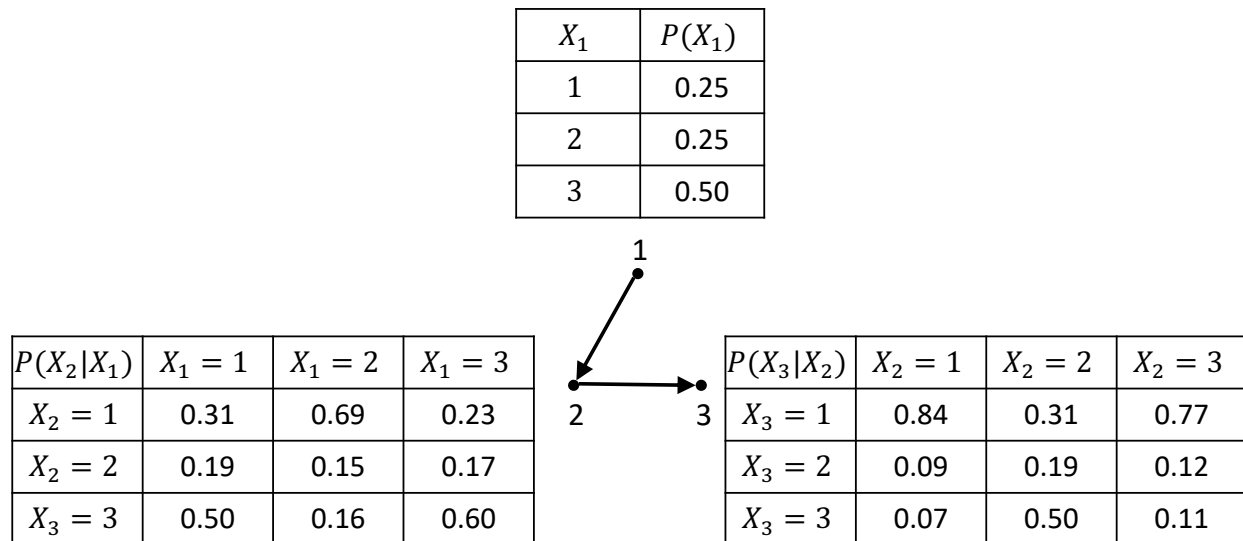 X₁ P(X₁)
1 0.25
2 0.25
3 0.50
1
2 3
P(X₂|X₁) X₁ = 1 X₁ = 2 X₁ = 3
X₂ = 1 0.31 0.69 0.23
X₂ = 2 0.19 0.15 0.17
X₃ = 3 0.50 0.16 0.60
P(X₃|X₂) X₂ = 1 X₂ = 2 X₂ = 3
X₃ = 1 0.84 0.31 0.77
X₃ = 2 0.09 0.19 0.12
X₃ = 3 0.07 0.50 0.11